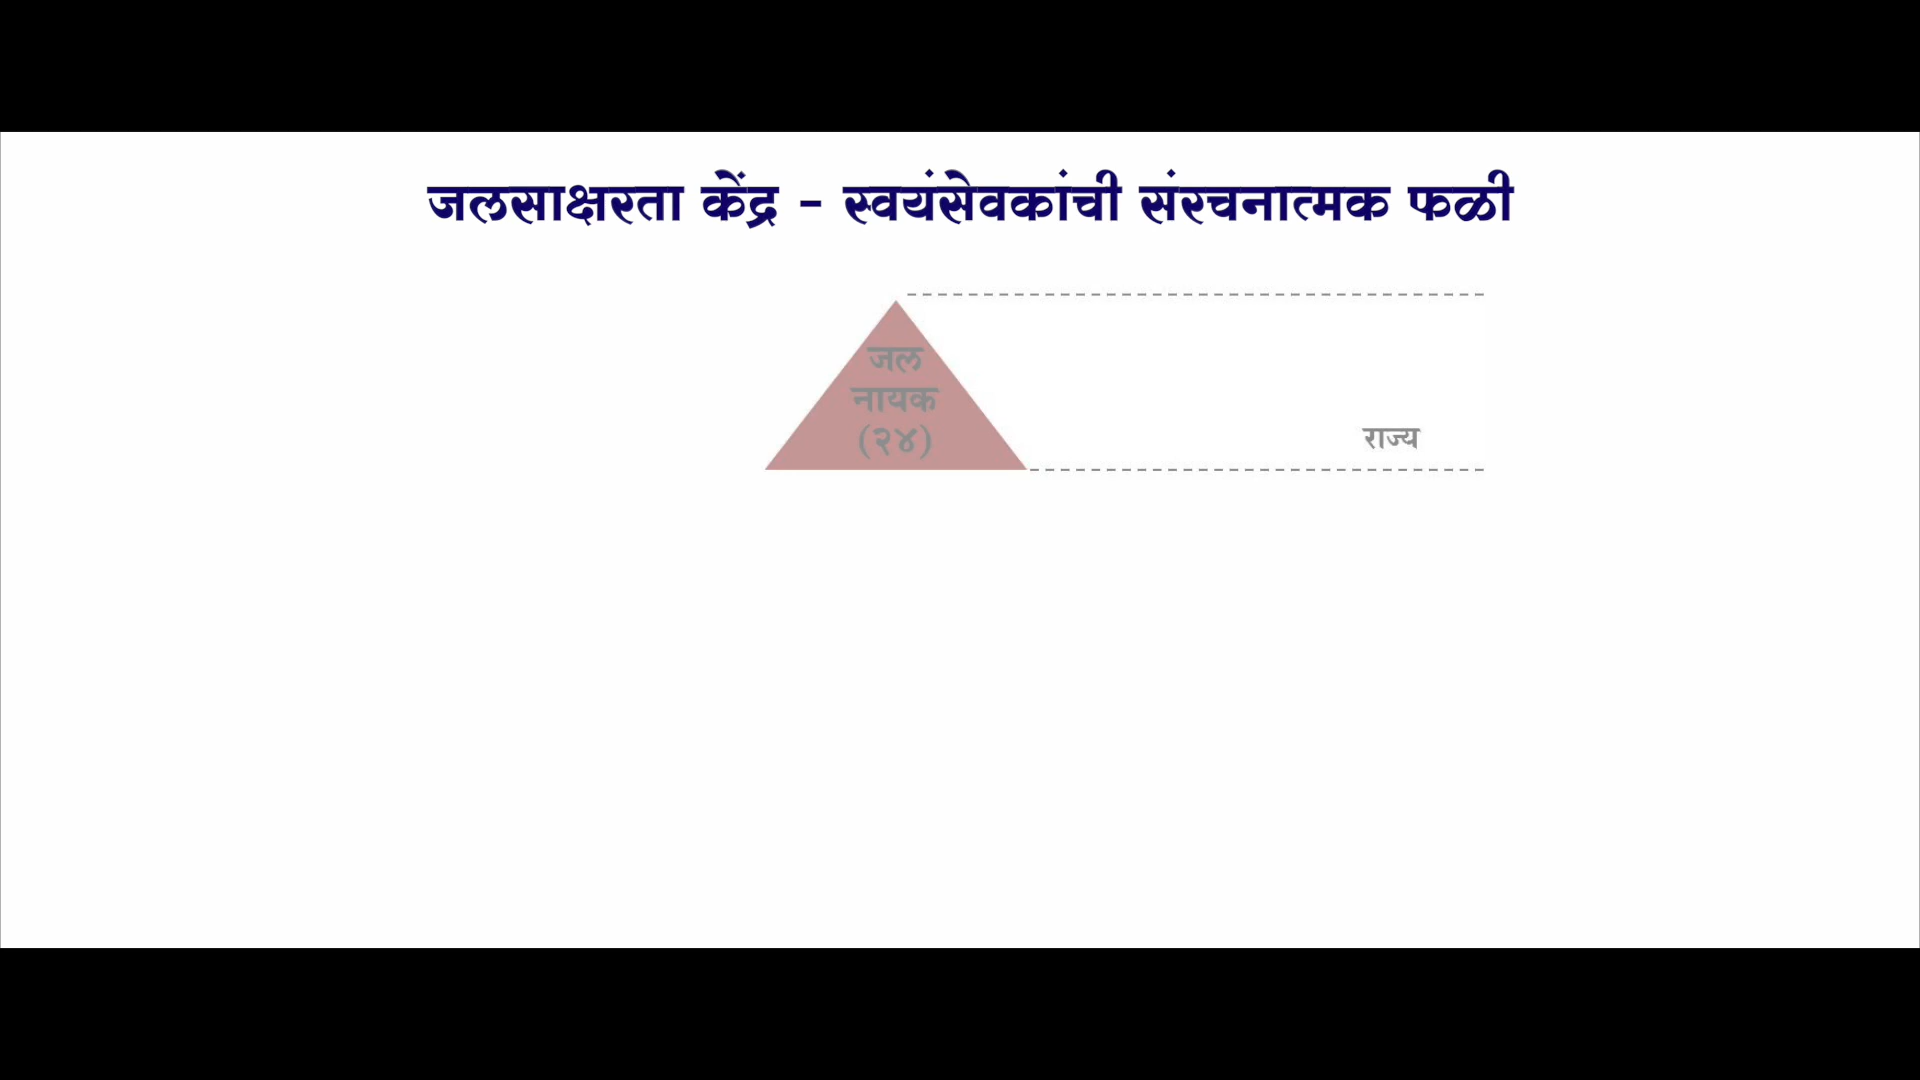 जलसाक्षरता केंद्र - स्वयंसेवकांची संरचनात्मक फळी
जल
नायक
(२४)
राज्य